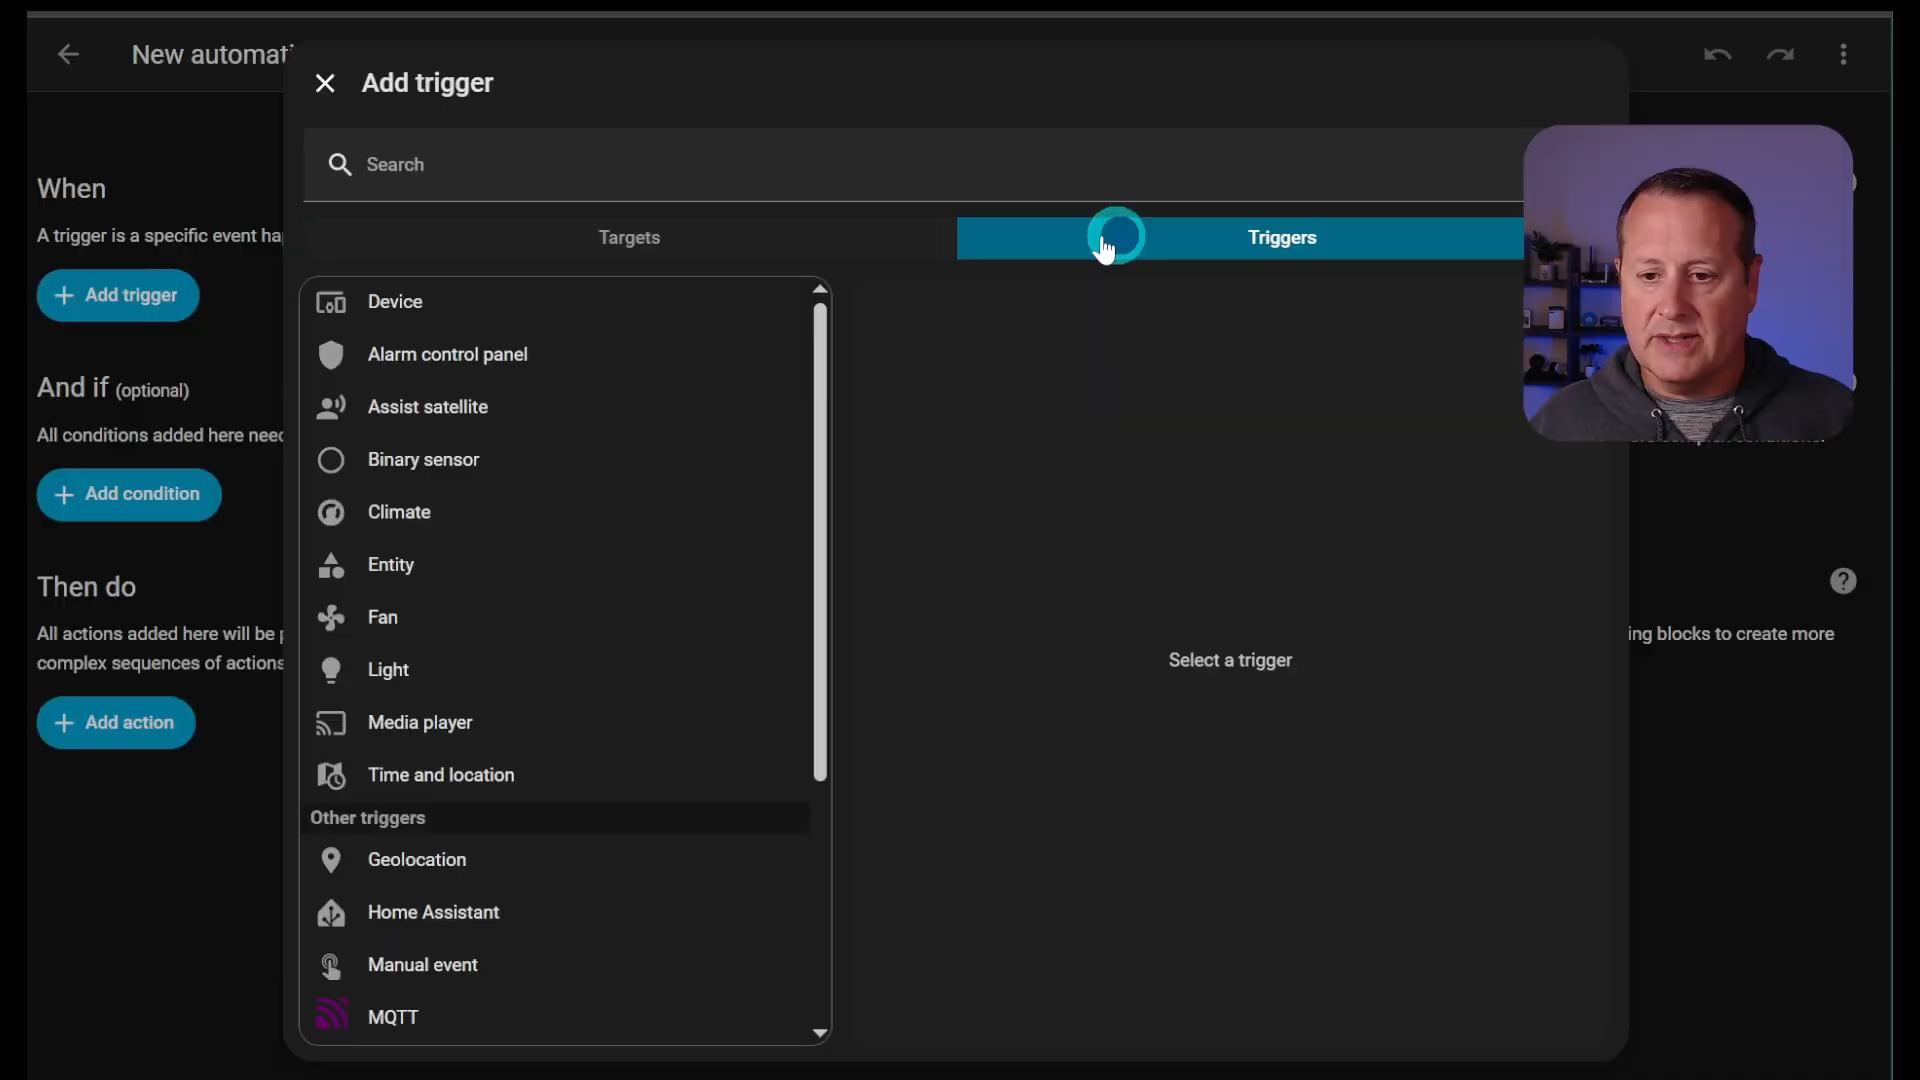 New automati
Add trigger
Search
Targets
Triggers
When
A trigger is a specific event ha
Add trigger
And if (optional)
All conditions added here need
Add condition
Then do
All actions added here will be p
complex sequences of actions
Add action
Device
Alarm control panel
Assist satellite
Binary sensor
Climate
Entity
Fan
Light
Media player
Time and location
Other triggers
Geolocation
Home Assistant
Manual event
MQTT
Select a trigger
ing blocks to create more